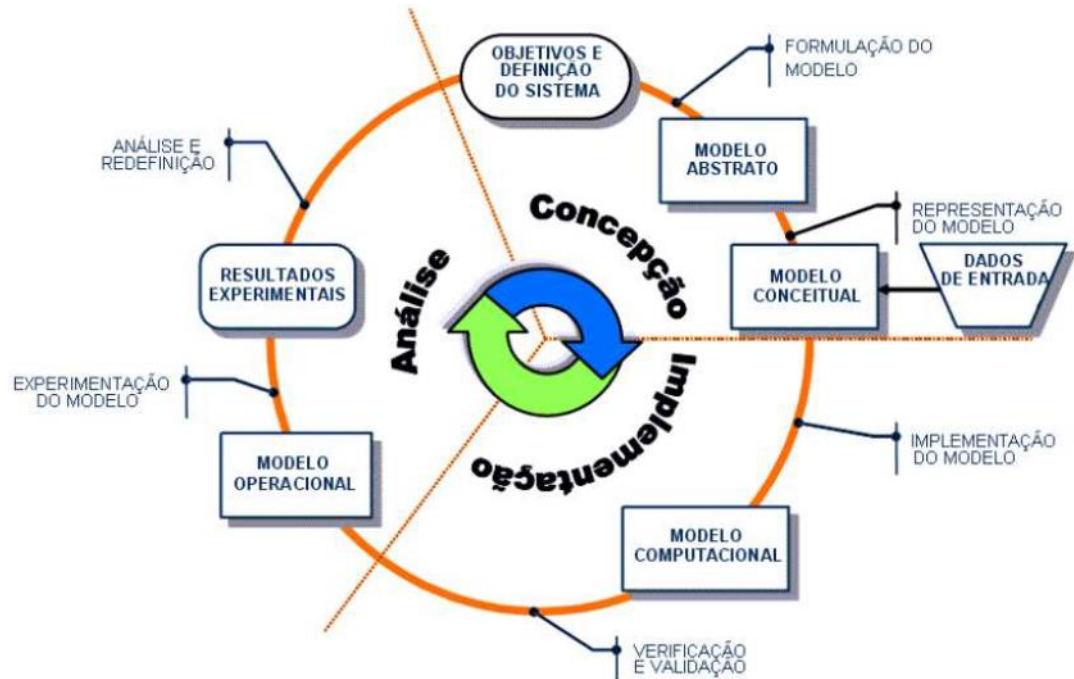 OBJETIVOS E
DEFINIÇÃO
DO SISTEMA
FORMULAÇÃO DO
MODELO
MODELO
ABSTRATO
REPRESENTAÇÃO
DO MODELO
DADOS
DE ENTRADA
MODELO
CONCEITUAL
IMPLEMENTAÇÃO
DO MODELO
MODELO
COMPUTACIONAL
VERIFICAÇÃO
E VALIDAÇÃO
MODELO
OPERACIONAL
EXPERIMENTAÇÃO
DO MODELO
RESULTADOS
EXPERIMENTAIS
ANÁLISE E
REDEFINIÇÃO
Concepção
Implementação
Análise